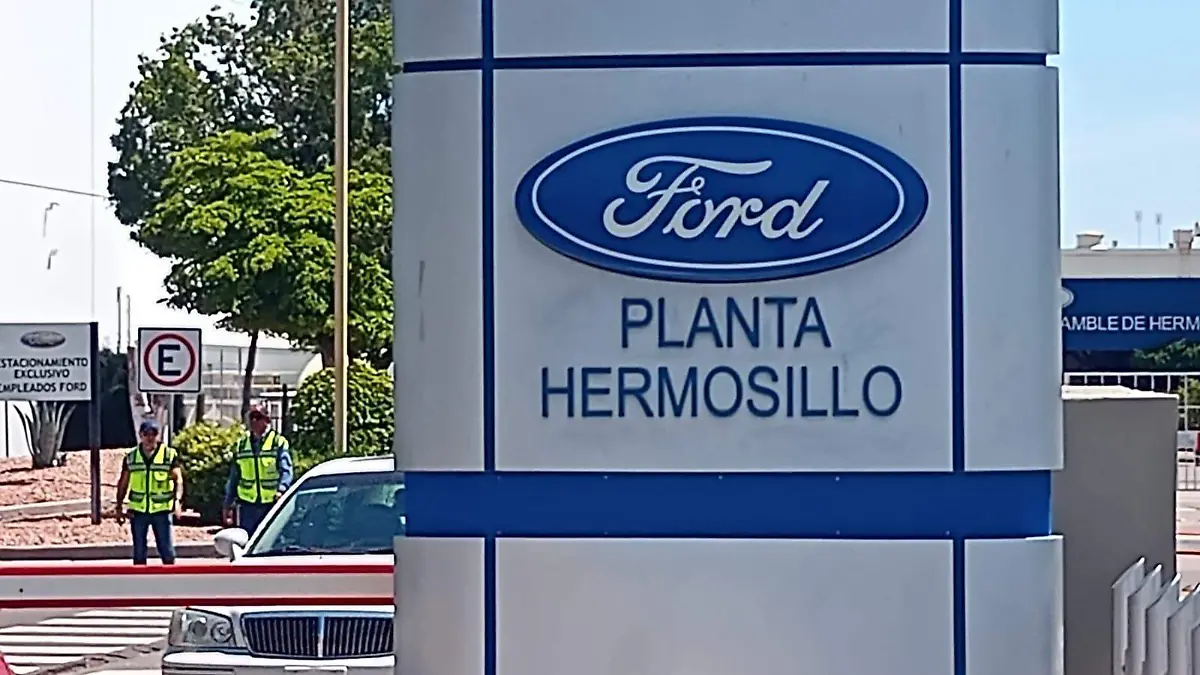 Ford
PLANTA
HERMOSILLO
ESTACIONAMIENTO
EXCLUSIVO
EMPLEADOS FORD
E
AMBLE DE HERM